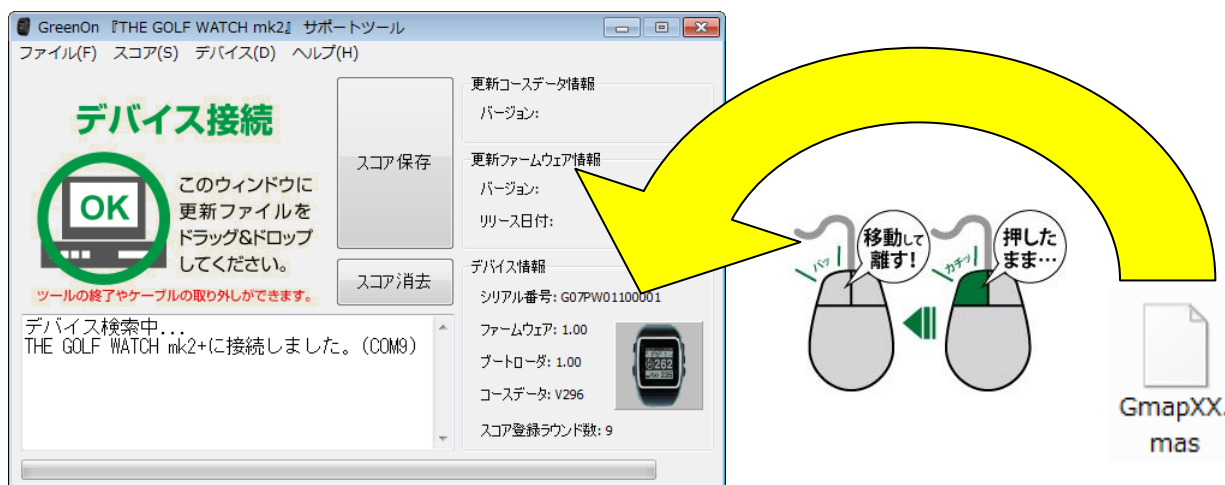 GreenOn 『THE GOLF WATCH mk2』 サポートツール
ファイル(F) スコア(S) デバイス(D) ヘルプ(H)
デバイス接続
OK
このウィンドウに
更新ファイルを
ドラッグ&ドロップ
してください。
ツールの終了やケーブルの取り外しができます。
スコア保存
スコア消去
更新コースデータ情報
バージョン:
更新ファームウェア情報
バージョン:
リリース日付:
デバイス情報
シリアル番号: G07PW01100001
ファームウェア: 1.00
ブートローダ: 1.00
コースデータ: V296
スコア登録ラウンド数: 9
262
デバイス検索中...
THE GOLF WATCH mk2+に接続しました。(COM9)
移動して
離す!
パッ
押した
まま…
カチッ
GmapXX.
mas